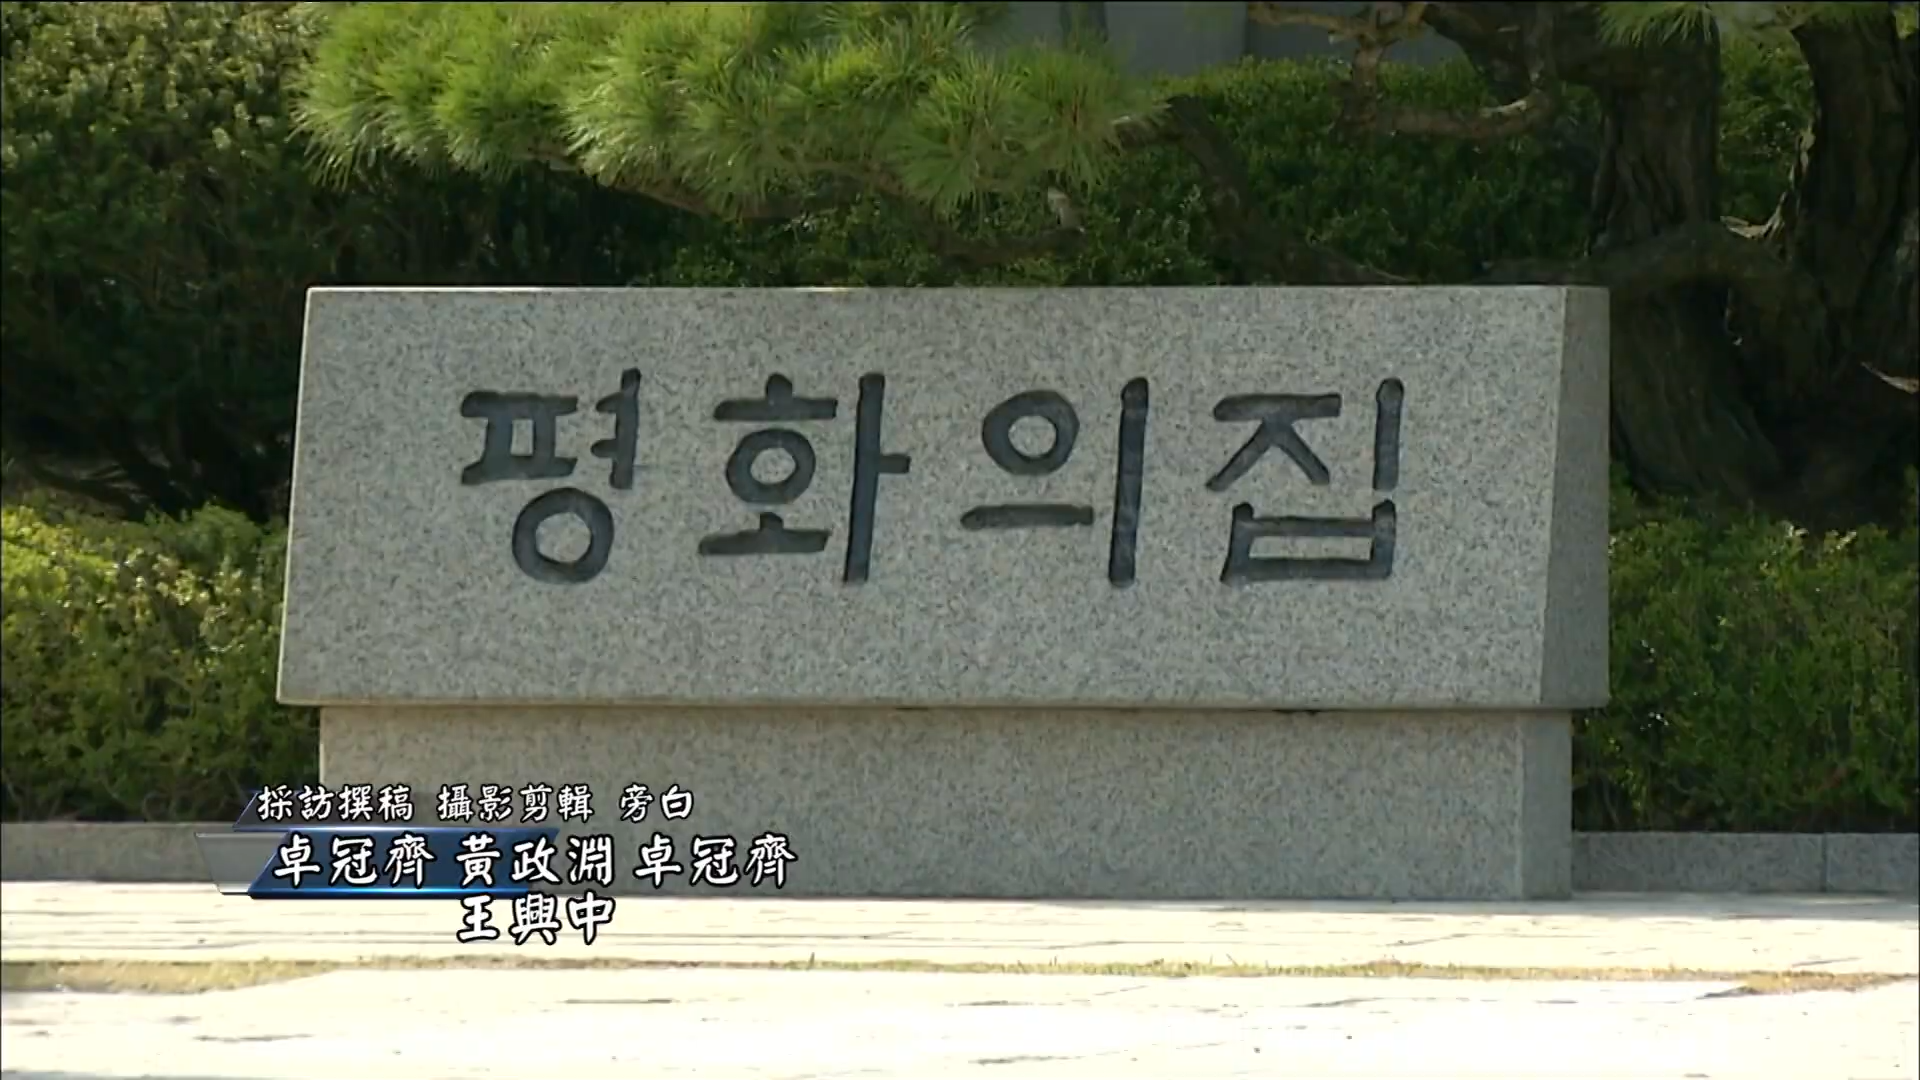 평화의집
採訪撰稿 攝影剪輯 旁白
卓冠齊 黃政淵 卓冠齊
王興中